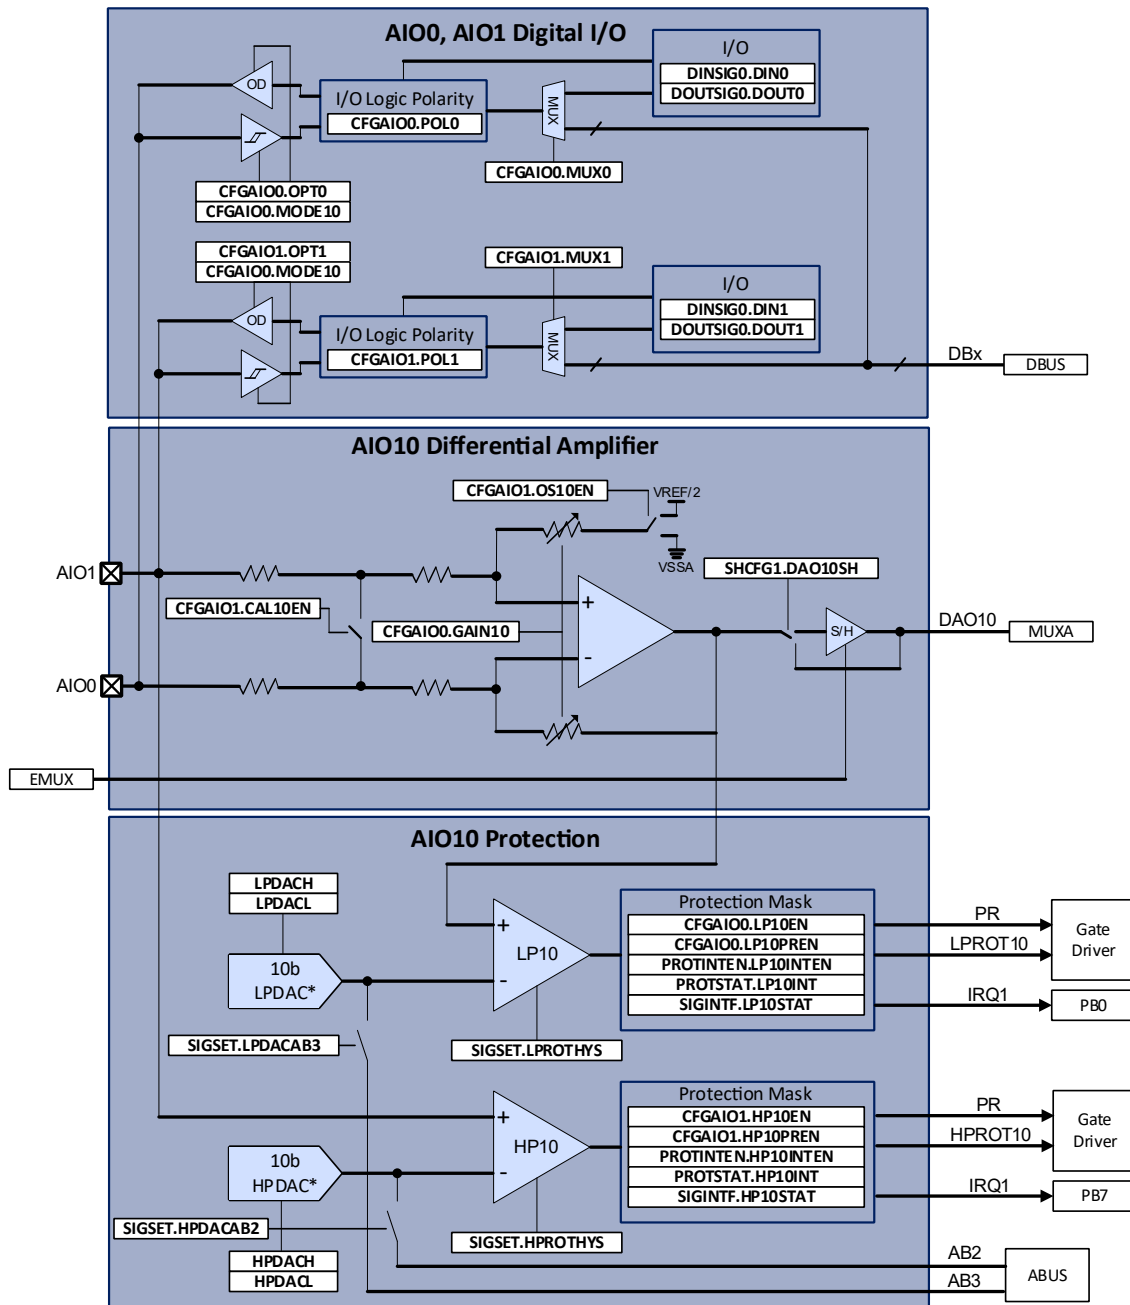 AIO0, AIO1 Digital I/O
I/O
DINSIG0.DIN0
DOUTSIG0.DOUT0
OD
I/O Logic Polarity
CFGAIO0.POL0
MUX
CFGAIO0.MUX0
CFGAIO0.OPT0
CFGAIO0.MODE10
CFGAIO1.OPT1
CFGAIO0.MODE10
CFGAIO1.MUX1
I/O
DINSIG0.DIN1
DOUTSIG0.DOUT1
OD
I/O Logic Polarity
CFGAIO1.POL1
MUX
DBx
DBUS
AIO10 Differential Amplifier
CFGAIO1.OS10EN
VREF/2
VSSA
SHCFG1.DAO10SH
AIO1
CFGAIO1.CAL10EN
CFGAIO0.GAIN10
+
-
S/H
DAO10
MUXA
AIO0
EMUX
AIO10 Protection
LPDACH
LPDACL
10b
LPDAC*
+
-
LP10
SIGSET.LPDACAB3
SIGSET.LPROTHYS
Protection Mask
CFGAIO0.LP10EN
CFGAIO0.LP10PREN
PROTINTEN.LP10INTEN
PROTSTAT.LP10INT
SIGINTF.LP10STAT
PR
LPROT10
Gate
Driver
IRQ1
PB0
10b
HPDAC*
+
-
HP10
SIGSET.HPDACAB2
SIGSET.HPROTHYS
HPDACH
HPDACL
Protection Mask
CFGAIO1.HP10EN
CFGAIO1.HP10PREN
PROTINTEN.HP10INTEN
PROTSTAT.HP10INT
SIGINTF.HP10STAT
PR
HPROT10
Gate
Driver
IRQ1
PB7
AB2
AB3
ABUS